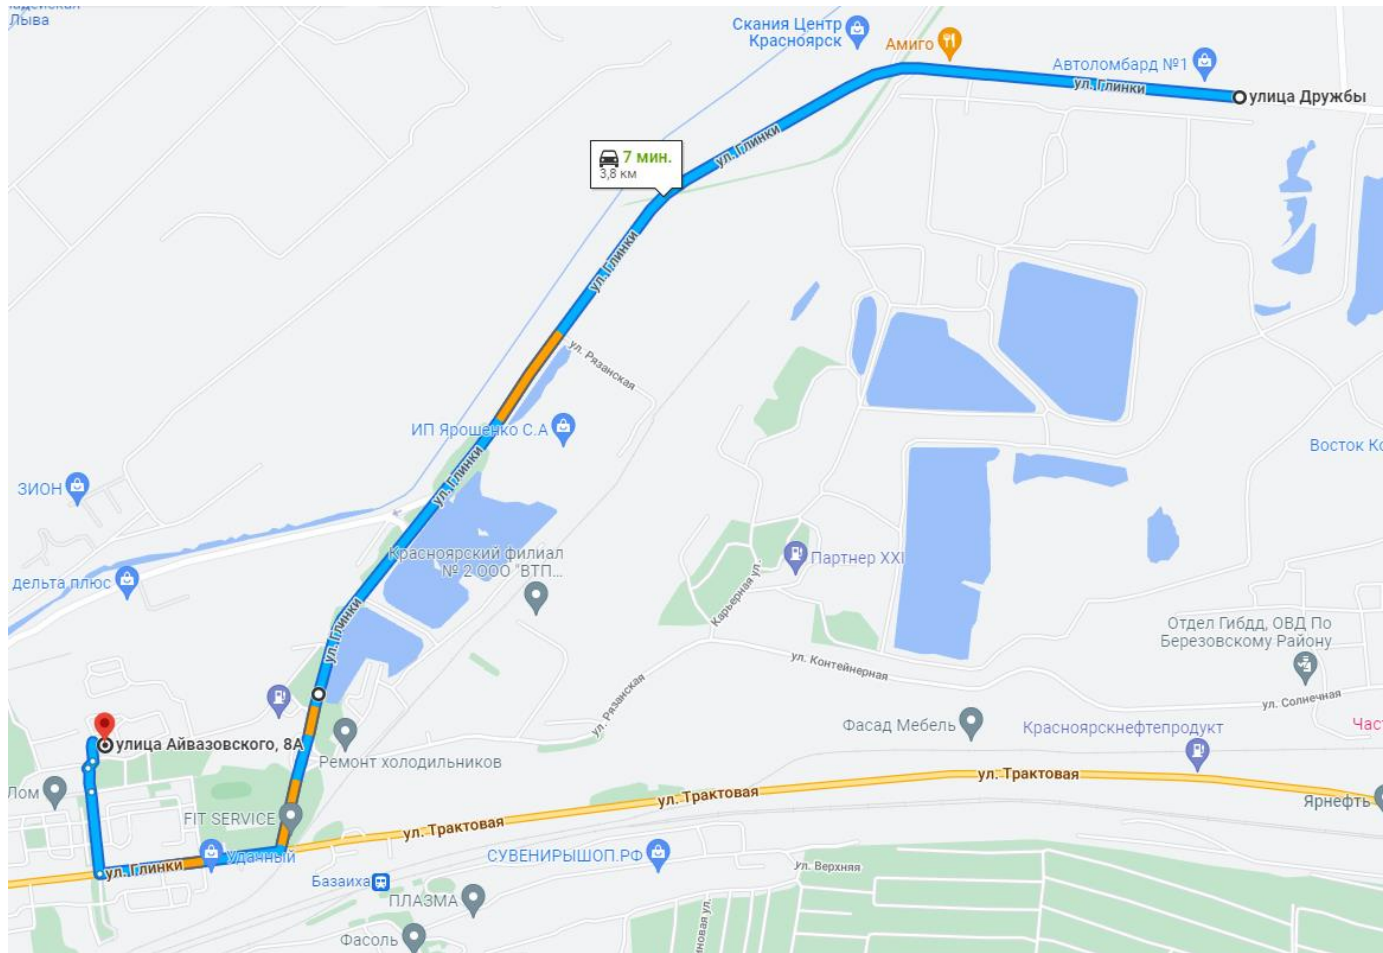 Лыва
Скания Центр
Красноярск
Амиго
Автоломбард №1
ул. Глинки
улица Дружбы
7 мин.
3,8 км
ул. Глинки
ул. Глинки
ул. Рязанская
ИП Ярошенко С.А
Восток Ко
ул. Глинки
ЗИОН
Красноярский филиал
№ 2 ООО "ВТП...
Партнер XXI
дельта плюс
Карьерная ул.
ул. Глинки
Отдел Гибдд, ОВД По
Березовскому Району
ул. Контейнерная
ул. Рязанская
ул. Солнечная
Фасад Мебель
Красноярскнефтепродукт
Час
улица Айвазовского, 8А
Ремонт холодильников
ул. Трактовая
Лом
ул. Трактовая
Ярнефть
FIT SERVICE
ул. Трактовая
Удачный
СУВЕНИРЫШОП.РФ
ул. Глинки
ул. Верхняя
Базаиха
ПЛАЗМА
новая ул.
Фасоль